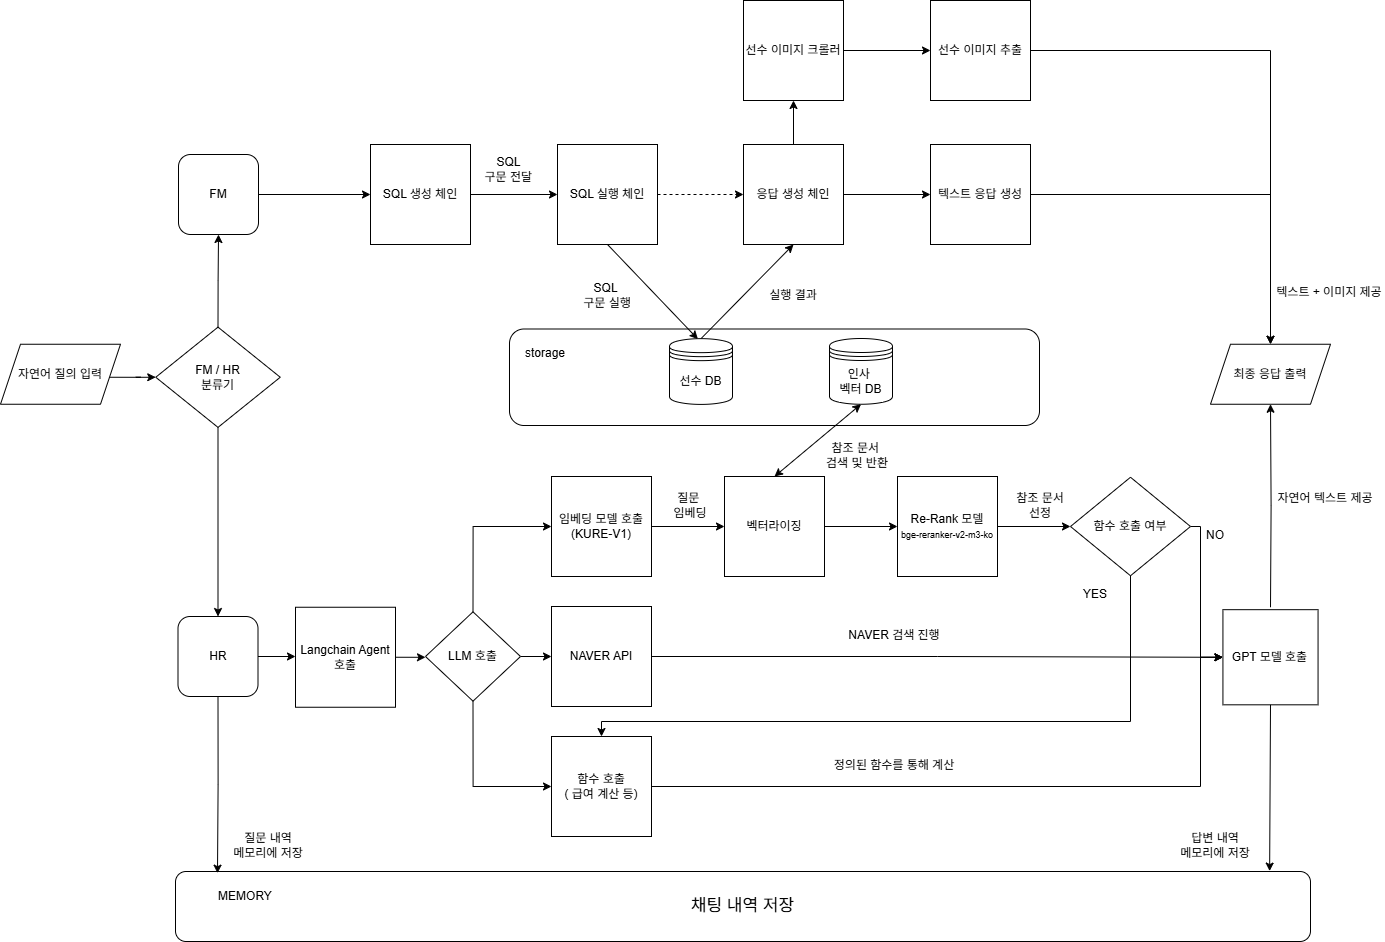 선수 이미지 크롤러
선수 이미지 추출
FM
SQL 생성 체인
SQL
구문 전달
SQL 실행 체인
응답 생성 체인
텍스트 응답 생성
SQL
구문 실행
실행 결과
텍스트 + 이미지 제공
storage
선수 DB
인사
벡터 DB
자연어 질의 입력
FM / HR
분류기
최종 응답 출력
참조 문서
검색 및 반환
자연어 텍스트 제공
임베딩 모델 호출
(KURE-V1)
질문
임베딩
벡터라이징
Re-Rank 모델
bge-reranker-v2-m3-ko
참조 문서
선정
함수 호출 여부
NO
YES
HR
Langchain Agent
호출
LLM 호출
NAVER API
NAVER 검색 진행
GPT 모델 호출
함수 호출
( 급여 계산 등)
정의된 함수를 통해 계산
질문 내역
메모리에 저장
답변 내역
메모리에 저장
MEMORY
채팅 내역 저장